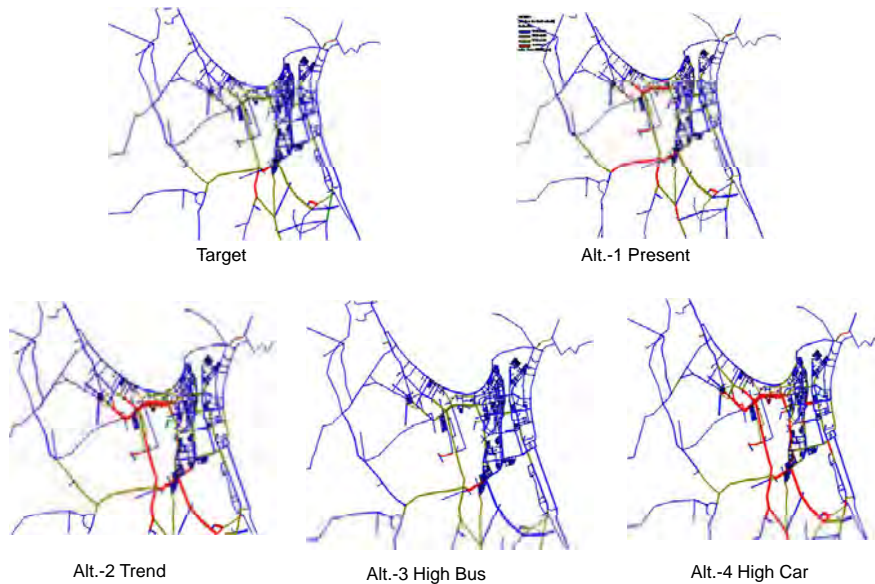 Target
Alt.-1 Present
Alt.-2 Trend
Alt.-3 High Bus
Alt.-4 High Car